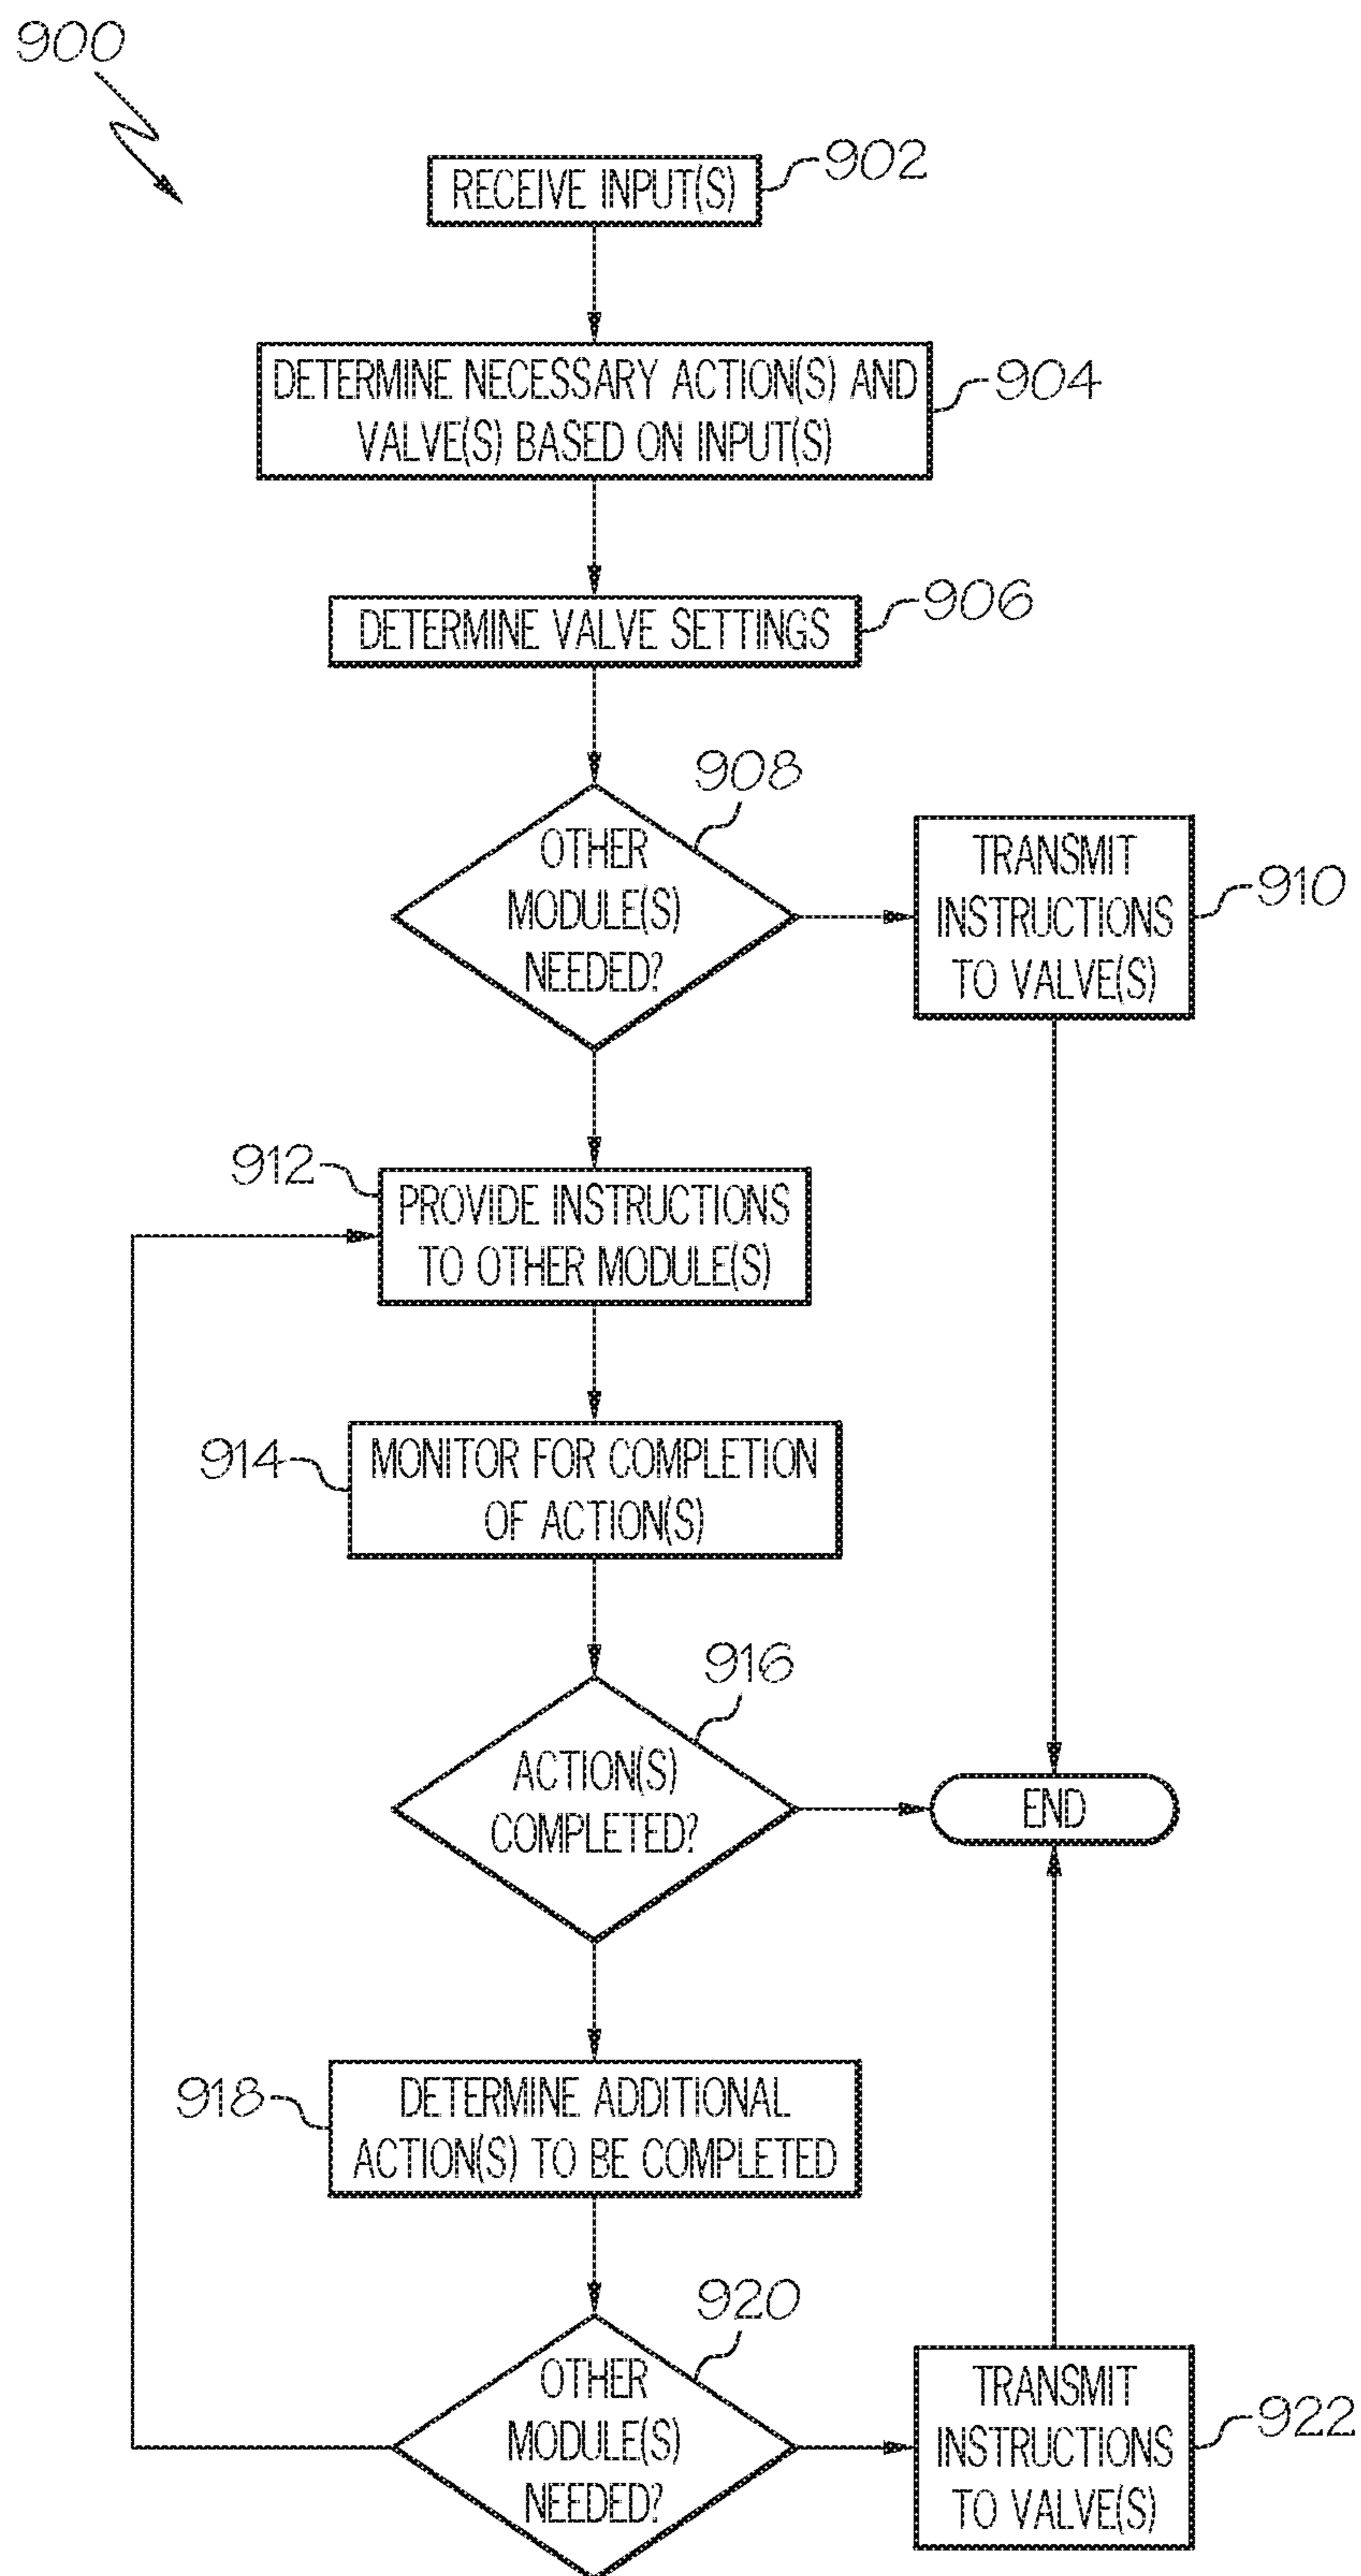 900
RECEIVE INPUT(S)
902
DETERMINE NECESSARY ACTION(S) AND
VALVE(S) BASED ON INPUT(S)
904
DETERMINE VALVE SETTINGS
906
908
OTHER
MODULE(S)
NEEDED?
TRANSMIT
INSTRUCTIONS
TO VALVE(S)
910
912
PROVIDE INSTRUCTIONS
TO OTHER MODULE(S)
914
MONITOR FOR COMPLETION
OF ACTION(S)
916
ACTION(S)
COMPLETED?
END
918
DETERMINE ADDITIONAL
ACTION(S) TO BE COMPLETED
920
OTHER
MODULE(S)
NEEDED?
TRANSMIT
INSTRUCTIONS
TO VALVE(S)
922